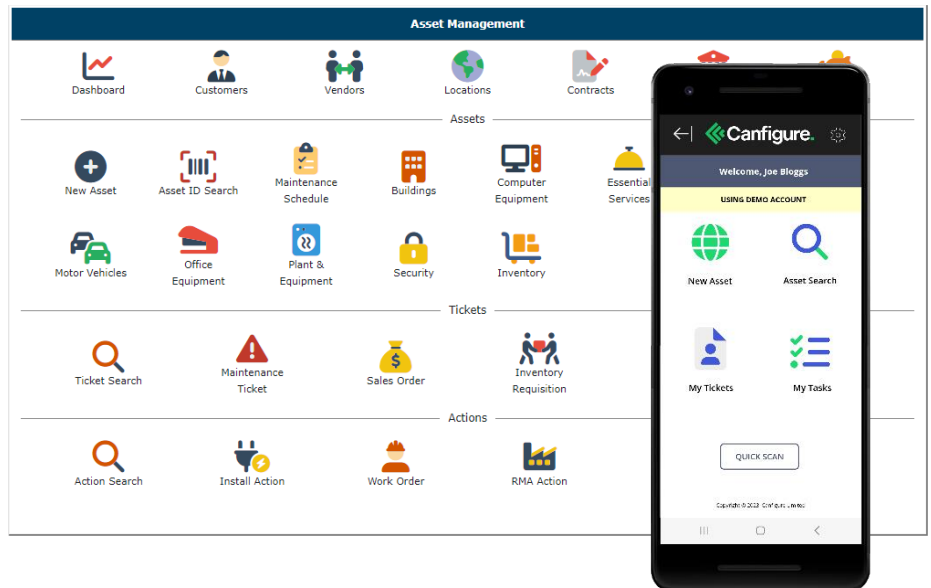 Asset Management
Dashboard
Customers
Vendors
Locations
Contracts
Assets
New Asset
Asset ID Search
Maintenance
Schedule
Buildings
Computer
Equipment
Essential
Services
Motor Vehicles
Office
Equipment
Plant &
Equipment
Security
Inventory
Tickets
Ticket Search
Maintenance
Ticket
Sales Order
Inventory
Requisition
Actions
Action Search
Install Action
Work Order
RMA Action
Canfigure.
Welcome, Joe Bloggs
USING DEMO ACCOUNT
New Asset
Asset Search
My Tickets
My Tasks
QUICK SCAN
Copyright © 2023